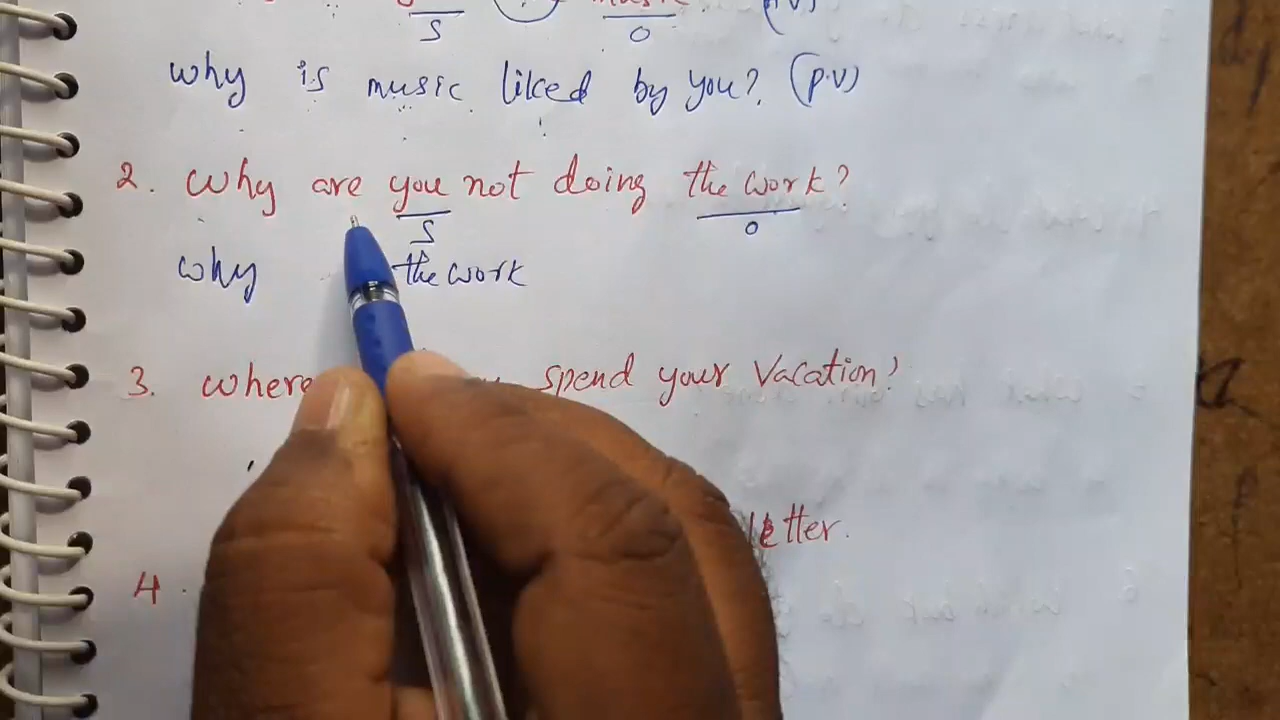 S O
why is music liked by you? (P.V)
2. why are you not doing the work?
S O
why the work
3. where spend your vacation?
letter.
4.